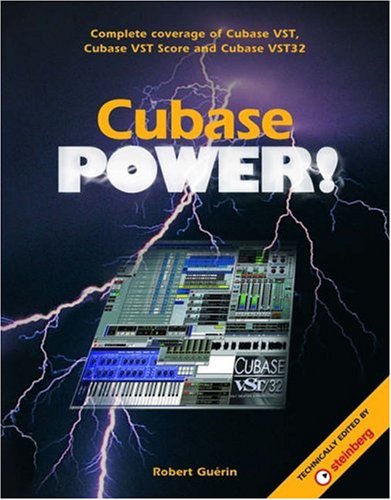 Complete coverage of Cubase VST,
Cubase VST Score and Cubase VST32
Cubase
POWER!
CUBASE
VST/32
TECHNICALLY EDITED BY
steinberg
Robert Guérin